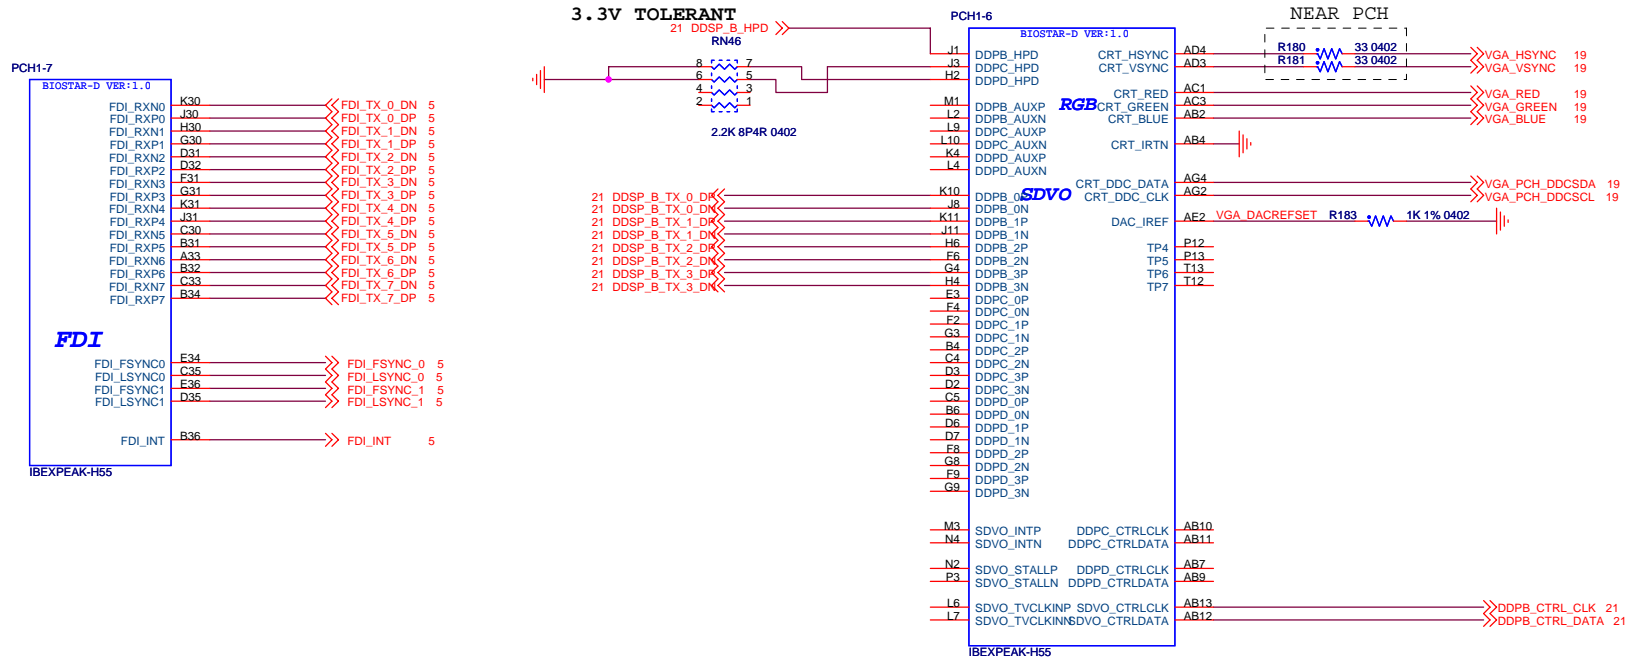 3.3V TOLERANT
21 DDSP_B_HPD
RN46
8 7
6 5
4 3
2 1
2.2K 8P4R 0402
PCH1-7
BIOSTAR-D VER:1.0
FDI_RXN0 K30 FDI_TX_0_DN 5
FDI_RXP0 J30 FDI_TX_0_DP 5
FDI_RXN1 H30 FDI_TX_1_DN 5
FDI_RXP1 G30 FDI_TX_1_DP 5
FDI_RXN2 D31 FDI_TX_2_DN 5
FDI_RXP2 D32 FDI_TX_2_DP 5
FDI_RXN3 F31 FDI_TX_3_DN 5
FDI_RXP3 G31 FDI_TX_3_DP 5
FDI_RXN4 K31 FDI_TX_4_DN 5
FDI_RXP4 J31 FDI_TX_4_DP 5
FDI_RXN5 C30 FDI_TX_5_DN 5
FDI_RXP5 B31 FDI_TX_5_DP 5
FDI_RXN6 A33 FDI_TX_6_DN 5
FDI_RXP6 B32 FDI_TX_6_DP 5
FDI_RXN7 C33 FDI_TX_7_DN 5
FDI_RXP7 B34 FDI_TX_7_DP 5
FDI
FDI_FSYNC0 E34 FDI_FSYNC_0 5
FDI_LSYNC0 C35 FDI_LSYNC_0 5
FDI_FSYNC1 E36 FDI_FSYNC_1 5
FDI_LSYNC1 D35 FDI_LSYNC_1 5
FDI_INT B36 FDI_INT 5
IBEXPEAK-H55
PCH1-6
BIOSTAR-D VER:1.0
J1 DDPB_HPD
J3 DDPC_HPD
H2 DDPD_HPD
M1 DDPB_AUXP
L2 DDPB_AUXN
L9 DDPC_AUXP
L10 DDPC_AUXN
K4 DDPD_AUXP
L4 DDPD_AUXN
RGB
SDVO
21 DDSP_B_TX_0_DP K10 DDPB_0P
21 DDSP_B_TX_0_DN J8 DDPB_0N
21 DDSP_B_TX_1_DP K11 DDPB_1P
21 DDSP_B_TX_1_DN J11 DDPB_1N
21 DDSP_B_TX_2_DP H6 DDPB_2P
21 DDSP_B_TX_2_DN F6 DDPB_2N
21 DDSP_B_TX_3_DP G4 DDPB_3P
21 DDSP_B_TX_3_DN H4 DDPB_3N
E3 DDPC_0P
F4 DDPC_0N
F2 DDPC_1P
G3 DDPC_1N
B4 DDPC_2P
C4 DDPC_2N
D3 DDPC_3P
D2 DDPC_3N
C5 DDPD_0P
B6 DDPD_0N
D6 DDPD_1P
D7 DDPD_1N
F8 DDPD_2P
G8 DDPD_2N
F9 DDPD_3P
G9 DDPD_3N
M3 SDVO_INTP
N4 SDVO_INTN
N2 SDVO_STALLP
P3 SDVO_STALLN
L6 SDVO_TVCLKINP
L7 SDVO_TVCLKINN
NEAR PCH
CRT_HSYNC AD4 R180 33 0402 VGA_HSYNC 19
CRT_VSYNC AD3 R181 33 0402 VGA_VSYNC 19
CRT_RED AC1 VGA_RED 19
CRT_GREEN AC3 VGA_GREEN 19
CRT_BLUE AB2 VGA_BLUE 19
CRT_IRTN AB4
CRT_DDC_DATA AG4 VGA_PCH_DDCSDA 19
CRT_DDC_CLK AG2 VGA_PCH_DDCSCL 19
DAC_IREF AE2 VGA_DACREFSET R183 1K 1% 0402
TP4 P12
TP5 P13
TP6 T13
TP7 T12
DDPC_CTRLCLK AB10
DDPC_CTRLDATA AB11
DDPD_CTRLCLK AB7
DDPD_CTRLDATA AB9
SDVO_CTRLCLK AB13 DDPB_CTRL_CLK 21
SDVO_CTRLDATA AB12 DDPB_CTRL_DATA 21
IBEXPEAK-H55